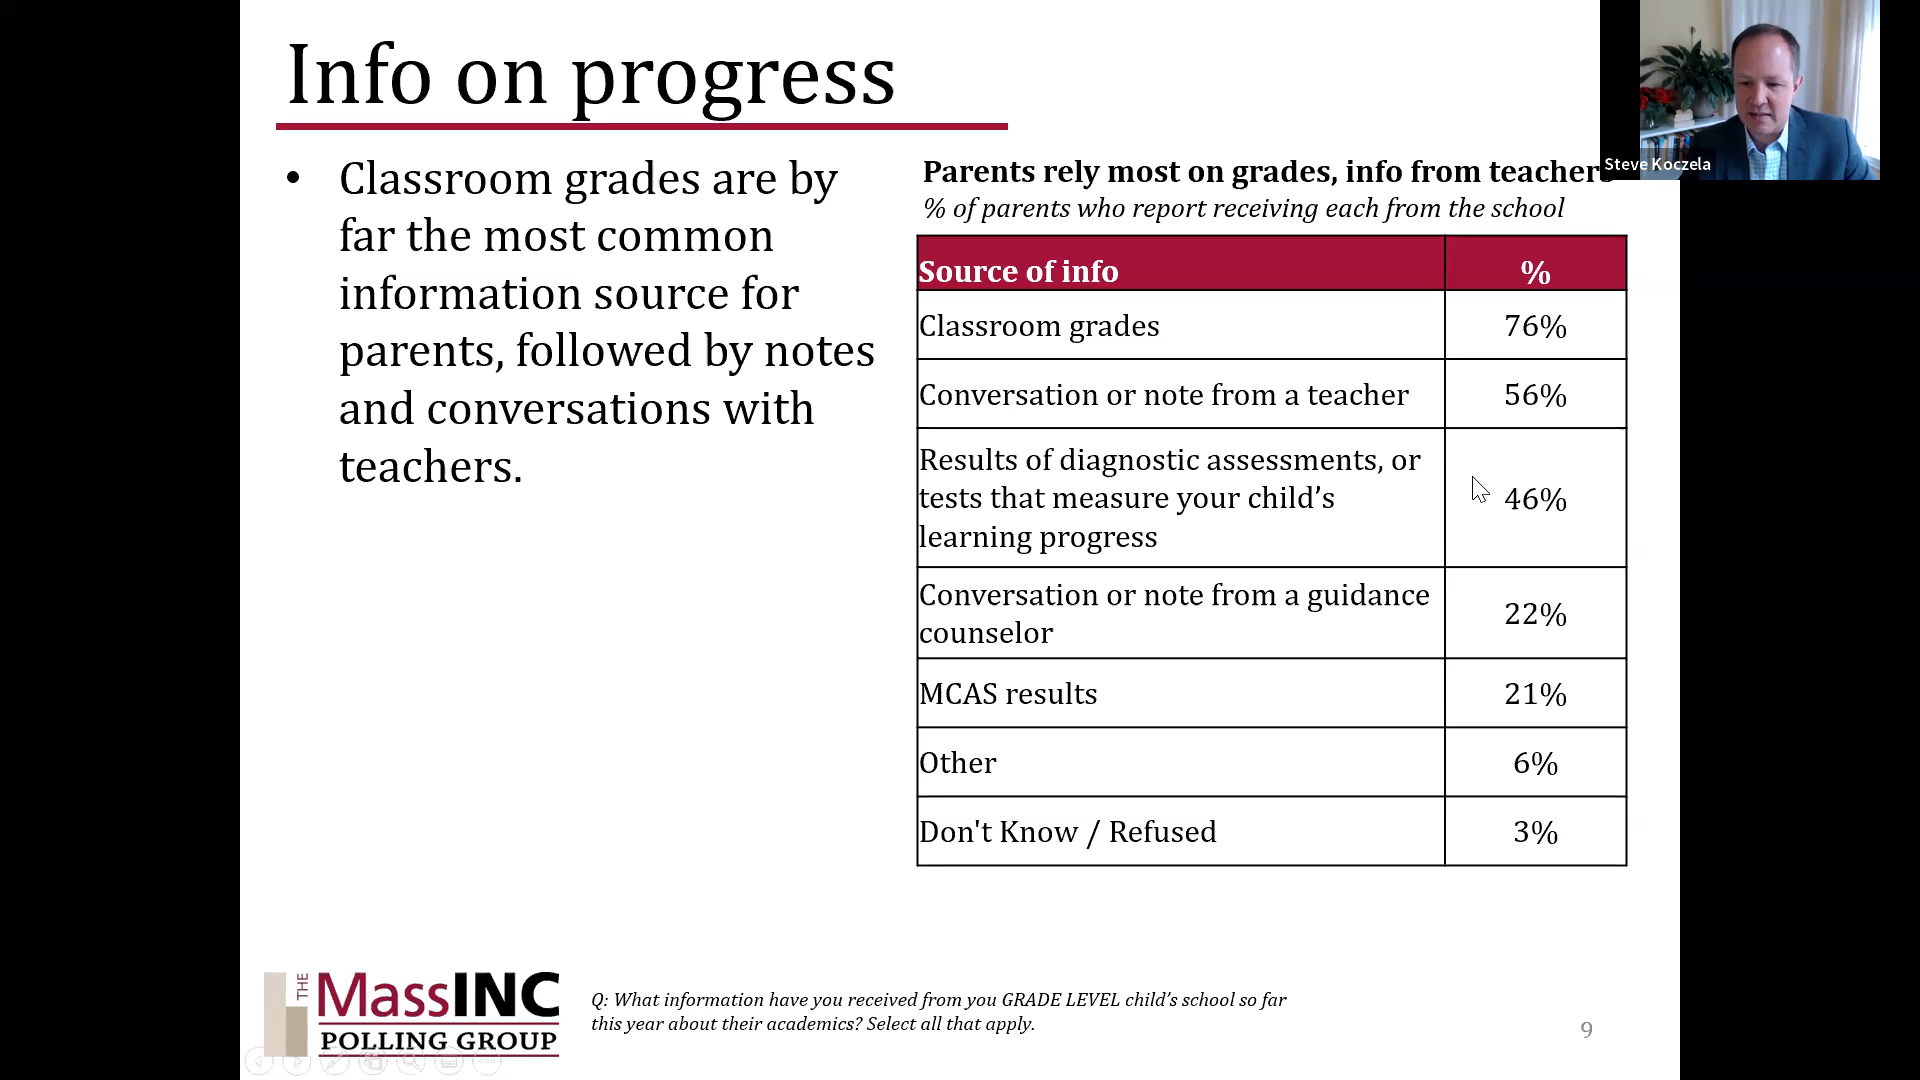 Info on progress
• Classroom grades are by
far the most common
information source for
parents, followed by notes
and conversations with
teachers.
Parents rely most on grades, info from teachers
% of parents who report receiving each from the school
Source of info %
Classroom grades 76%
Conversation or note from a teacher 56%
Results of diagnostic assessments, or
tests that measure your child’s
learning progress 46%
Conversation or note from a guidance
counselor 22%
MCAS results 21%
Other 6%
Don't Know / Refused 3%
Steve Koczela
THE
MassINC
POLLING GROUP
Q: What information have you received from you GRADE LEVEL child’s school so far
this year about their academics? Select all that apply.
9